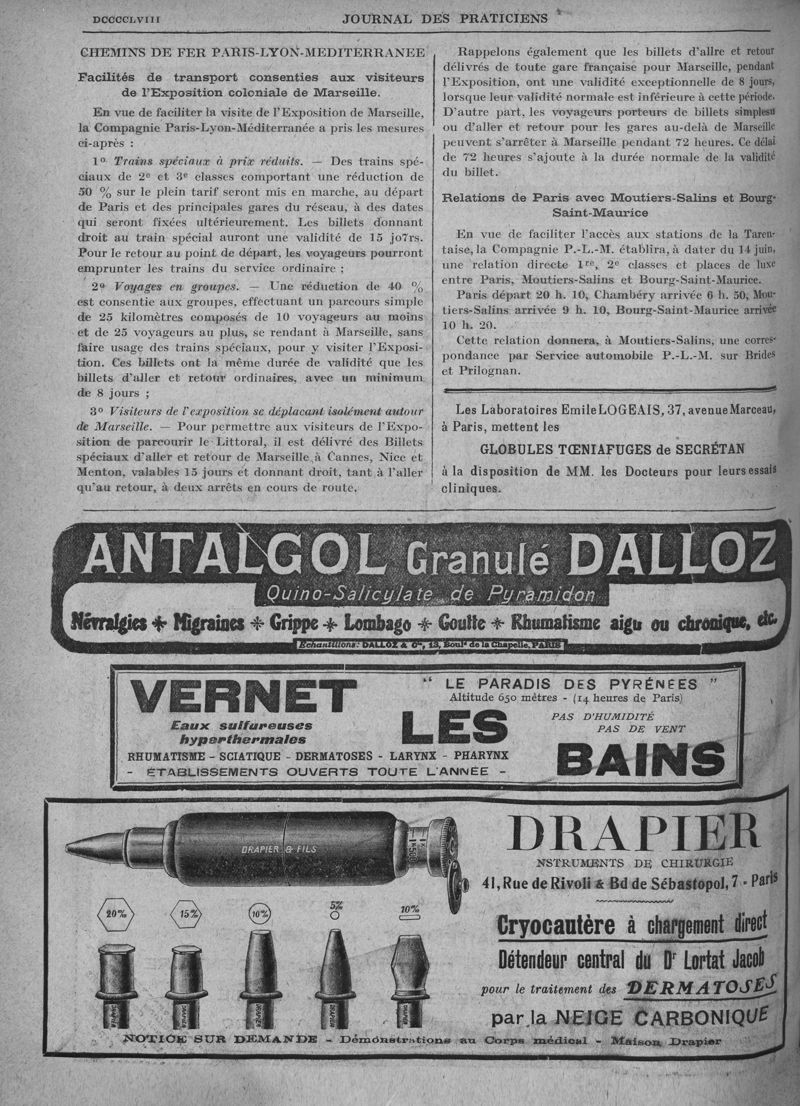 DCCCCLVIII
JOURNAL DES PRATICIENS
CHEMINS DE FER PARIS-LYON-MEDITERRANEE
Facilités de transport consenties aux visiteurs
de l'Exposition coloniale de Marseille.
En vue de faciliter la visite de l'Exposition de Marseille,
la Compagnie Paris-Lyon-Méditerranée a pris les mesures
ci-après :
1º Trains spéciaux à prix réduits. — Des trains spé-
ciaux de 2e et 3e classes comportant une réduction de
50 % sur le plein tarif seront mis en marche, au départ
de Paris et des principales gares du réseau, à des dates
qui seront fixées ultérieurement. Les billets donnant
droit au train spécial auront une validité de 15 jo7rs.
Pour le retour au point de départ, les voyageurs pourront
emprunter les trains du service ordinaire ;
2º Voyages en groupes. — Une réduction de 40 %
est consentie aux groupes, effectuant un parcours simple
de 25 kilomètres composés de 10 voyageurs au moins
et de 25 voyageurs au plus, se rendant à Marseille, sans
faire usage des trains spéciaux, pour y visiter l'Exposi-
tion. Ces billets ont la même durée de validité que les
billets d'aller et retour ordinaires, avec un minimum
de 8 jours ;
3º Visiteurs de l'exposition se déplacant isolément autour
de Marseille. — Pour permettre aux visiteurs de l'Expo-
sition de parcourir le Littoral, il est délivré des Billets
spéciaux d'aller et retour de Marseille à Cannes, Nice et
Menton, valables 15 jours et donnant droit, tant à l'aller
qu'au retour, à deux arrêts en cours de route.
Rappelons également que les billets d'allre et retour
délivrés de toute gare française pour Marseille, pendant
l'Exposition, ont une validité exceptionnelle de 8 jours,
lorsque leur validité normale est inférieure à cette période.
D'autre part, les voyageurs porteurs de billets simplesu
ou d'aller et retour pour les gares au-delà de Marseille
peuvent s'arrêter à Marseille pendant 72 heures. Ce délai
de 72 heures s'ajoute à la durée normale de la validité
du billet.
Relations de Paris avec Moutiers-Salins et Bourg-
Saint-Maurice
En vue de faciliter l'accès aux stations de la Taren-
taise, la Compagnie P.-L.-M. établira, à dater du 14 juin,
une relation directe 1re, 2e classes et places de luxe
entre Paris, Moutiers-Salins et Bourg-Saint-Maurice.
Paris départ 20 h. 10, Chambéry arrivée 6 h. 50, Mou-
tiers-Salins arrivée 9 h. 10, Bourg-Saint-Maurice arrivée
10 h. 20.
Cette relation donnera, à Moutiers-Salins, une corres-
pondance par Service automobile P.-L.-M. sur Brides
et Prilognan.
Les Laboratoires Emile LOGEAIS, 37, avenue Marceau,
à Paris, mettent les
GLOBULES TŒNIAFUGES de SECRÉTAN
à la disposition de MM. les Docteurs pour leurs essais
cliniques.
ANTALGOL Granulé DALLOZ
Quino-Salicylate de Pyramidon
Névralgies * Migraines * Grippe * Lombago * Goutte * Rhumatisme aigu ou chronique, etc.
Echantillons: DALLOZ & Cie, 13, Boulᵈ de la Chapelle, PARIS
VERNET
LES
BAINS
" LE PARADIS DES PYRÉNÉES "
Altitude 650 mètres - (14 heures de Paris)
Eaux sulfureuses
hyperthermales
PAS D'HUMIDITÉ
PAS DE VENT
RHUMATISME - SCIATIQUE - DERMATOSES - LARYNX - PHARYNX
- ÉTABLISSEMENTS OUVERTS TOUTE L'ANNÉE -
DRAPIER & FILS
20%
15%
10%
5%
10%
DRAPIER
DRAPIER
DRAPIER
DRAPIER
DRAPIER
DRAPIER
NSTRUMENTS DE CHIRURGIE
41, Rue de Rivoli & Bd de Sébastopol, 7 - Paris
Cryocautère à chargement direct
Détendeur central du Dr Lortat Jacob
pour le traitement des DERMATOSES
par la NEIGE CARBONIQUE
NOTICE SUR DEMANDE - Démonstrations au Corps médical - Maison Drapier